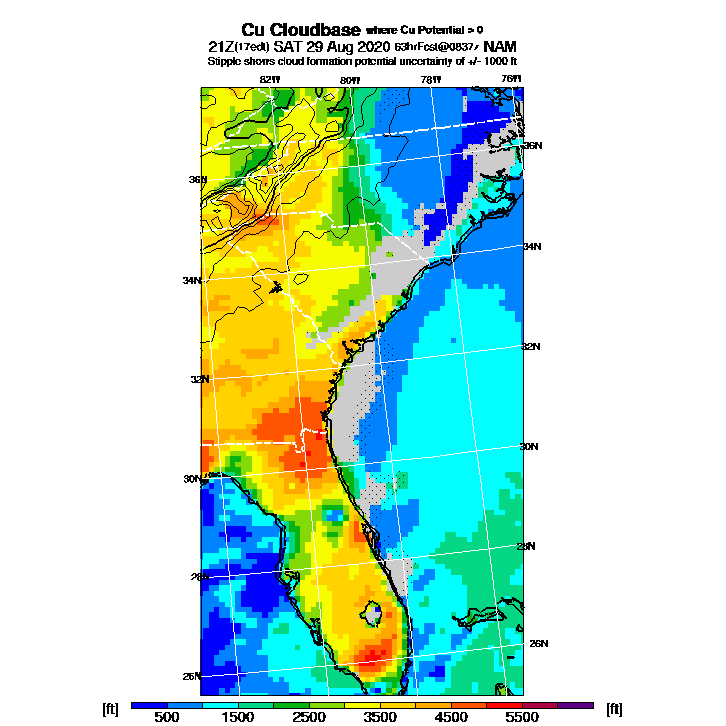 Cu Cloudbase where Cu Potential > 0
21Z(17edt) SAT 29 Aug 2020 63hrFcst@0837z NAM
Stipple shows cloud formation potential uncertainty of +/- 1000 ft
82W 80W 78W 76W
36N
36N
34N
34N
32N
32N
30N
30N
28N
28N
26N
26N
[ft] 500 1500 2500 3500 4500 5500 [ft]